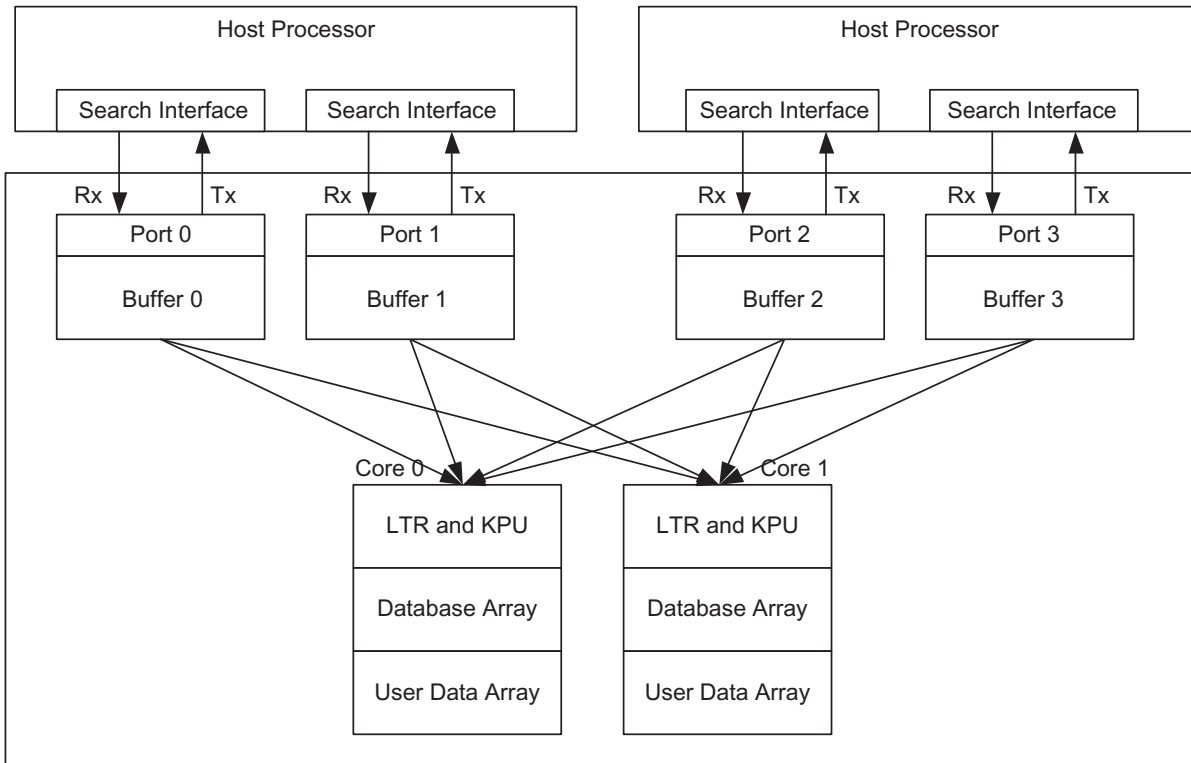 Host Processor
Host Processor
Search Interface
Search Interface
Search Interface
Search Interface
Rx
Tx
Rx
Tx
Rx
Tx
Rx
Tx
Port 0
Port 1
Port 2
Port 3
Buffer 0
Buffer 1
Buffer 2
Buffer 3
Core 0
Core 1
LTR and KPU
LTR and KPU
Database Array
Database Array
User Data Array
User Data Array